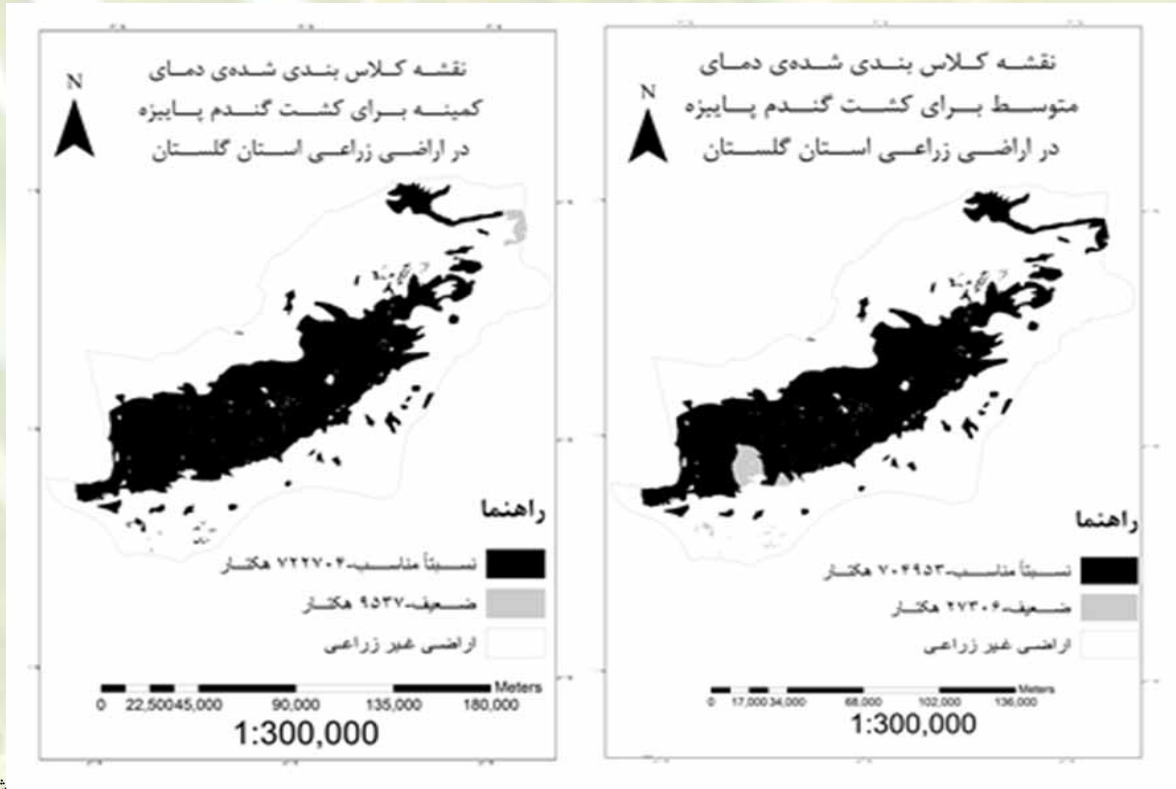 نقشه کلاس بندی شده‌ی دمای
متوسط برای کشت گندم پاییزه
در اراضی زراعی استان گلستان
N
راهنما
نسبتاً مناسب-۷۰۴۹۵۳ هکتار
ضعیف-۲۷۳۰۶ هکتار
اراضی غیر زراعی
0 17,000 34,000 68,000 102,000 136,000 Meters
1:300,000
نقشه کلاس بندی شده‌ی دمای
کمینه برای کشت گندم پاییزه
در اراضی زراعی استان گلستان
N
راهنما
نسبتاً مناسب-۷۲۲۷۰۴ هکتار
ضعیف-۹۵۳۷ هکتار
اراضی غیر زراعی
0 22,500 45,000 90,000 135,000 180,000 Meters
1:300,000